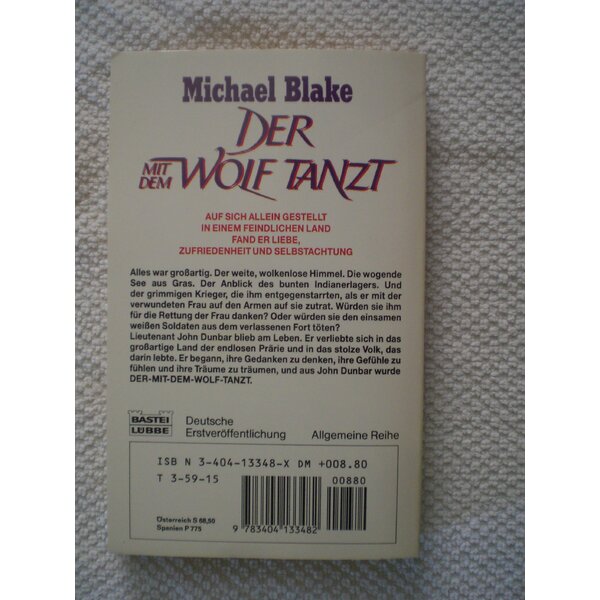 Michael Blake
DER
MIT DEM WOLF TANZT
AUF SICH ALLEIN GESTELLT
IN EINEM FEINDLICHEN LAND
FAND ER LIEBE,
ZUFRIEDENHEIT UND SELBSTACHTUNG
Alles war großartig. Der weite, wolkenlose Himmel. Die wogende
See aus Gras. Der Anblick des bunten Indianerlagers. Und
der grimmigen Krieger, die ihm entgegenstarrten, als er mit der
verwundeten Frau auf den Armen auf sie zutrat. Würden sie ihm
für die Rettung der Frau danken? Oder würden sie den einsamen
weißen Soldaten aus dem verlassenen Fort töten?
Lieutenant John Dunbar blieb am Leben. Er verliebte sich in das
großartige Land der endlosen Prärie und in das stolze Volk, das
darin lebte. Er begann, ihre Gedanken zu denken, ihre Gefühle zu
fühlen und ihre Träume zu träumen, und aus John Dunbar wurde
DER-MIT-DEM-WOLF-TANZT.
BASTEI
LÜBBE
Deutsche
Erstveröffentlichung
Allgemeine Reihe
ISB N 3-404-13348-X DM +008.80
T 3-59-15
00880
Österreich S 68,50
Spanien P 775
9 783404 133482